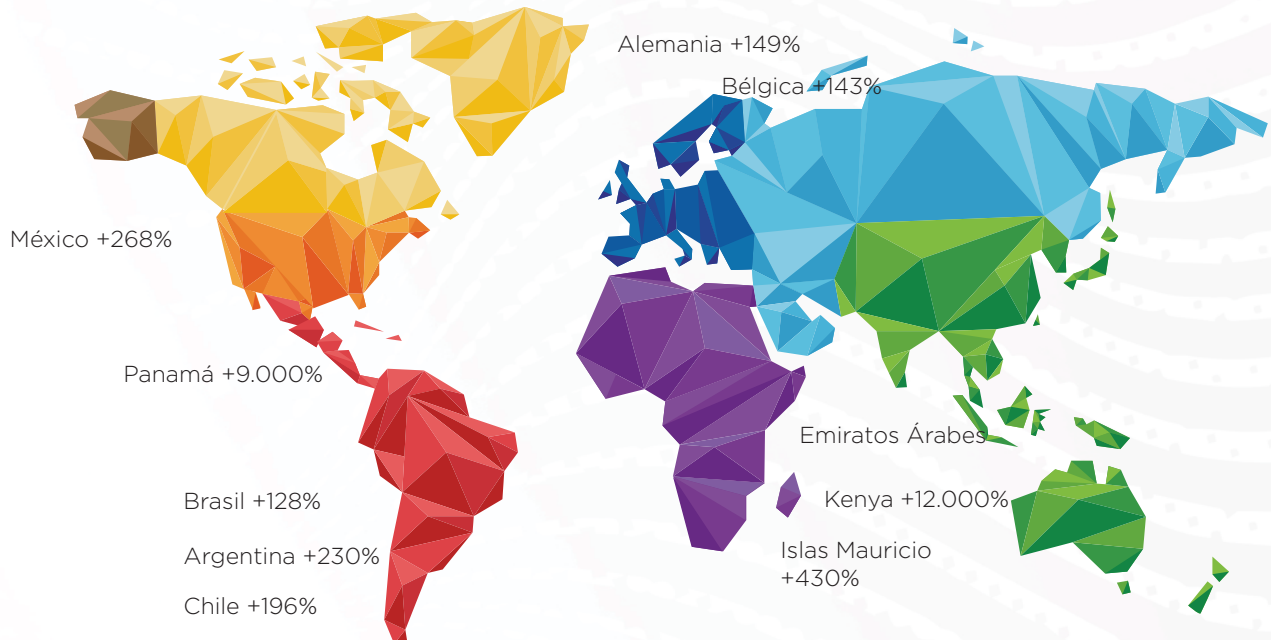 Alemania +149%
Bélgica +143%
México +268%
Panamá +9.000%
Emiratos Árabes
Brasil +128%
Kenya +12.000%
Argentina +230%
Islas Mauricio
+430%
Chile +196%